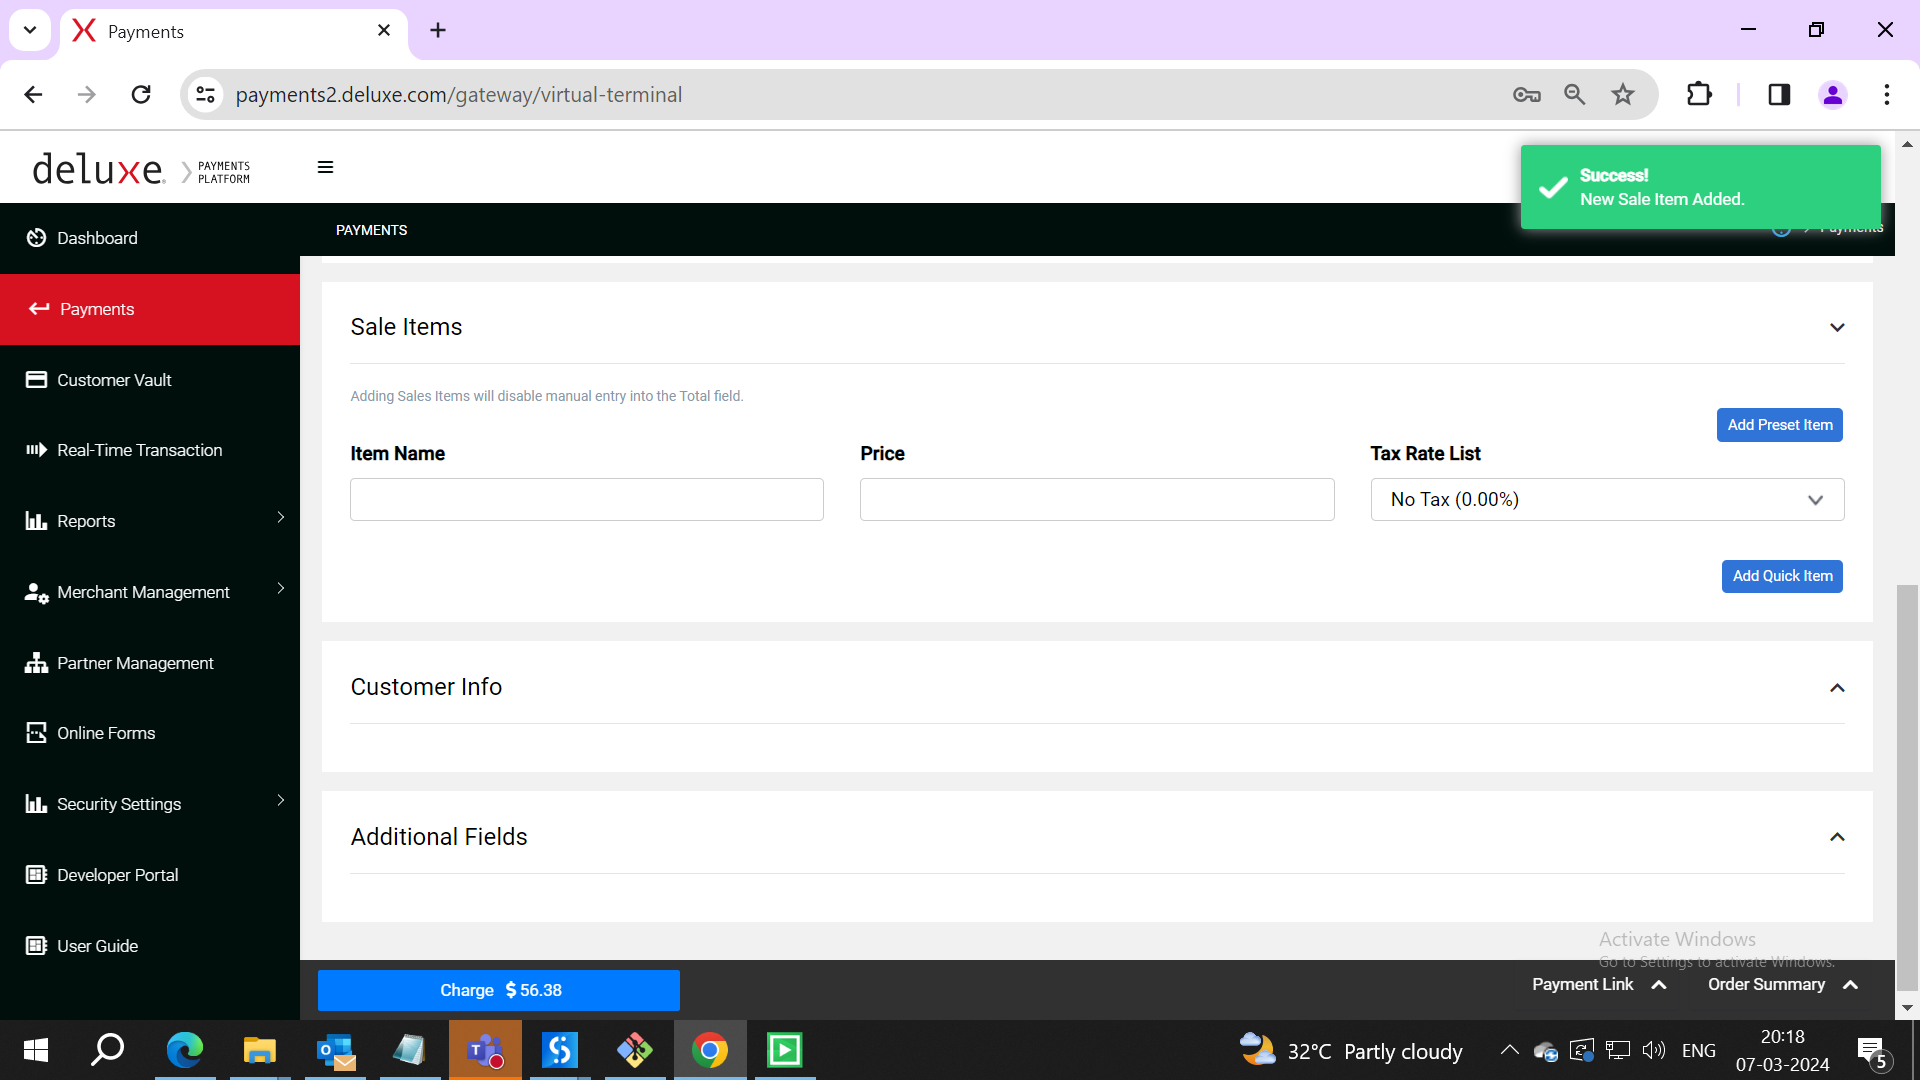 Payments
payments2.deluxe.com/gateway/virtual-terminal
deluxe. PAYMENTS
PLATFORM
Success!
New Sale Item Added.
PAYMENTS
Payments
Dashboard
Payments
Customer Vault
Real-Time Transaction
Reports
Merchant Management
Partner Management
Online Forms
Security Settings
Developer Portal
User Guide
Sale Items
Adding Sales Items will disable manual entry into the Total field.
Add Preset Item
Item Name Price Tax Rate List
No Tax (0.00%)
Add Quick Item
Customer Info
Additional Fields
Activate Windows
Go to Settings to activate Windows.
Charge $ 56.38
Payment Link Order Summary
32°C Partly cloudy
ENG
20:18
07-03-2024
5